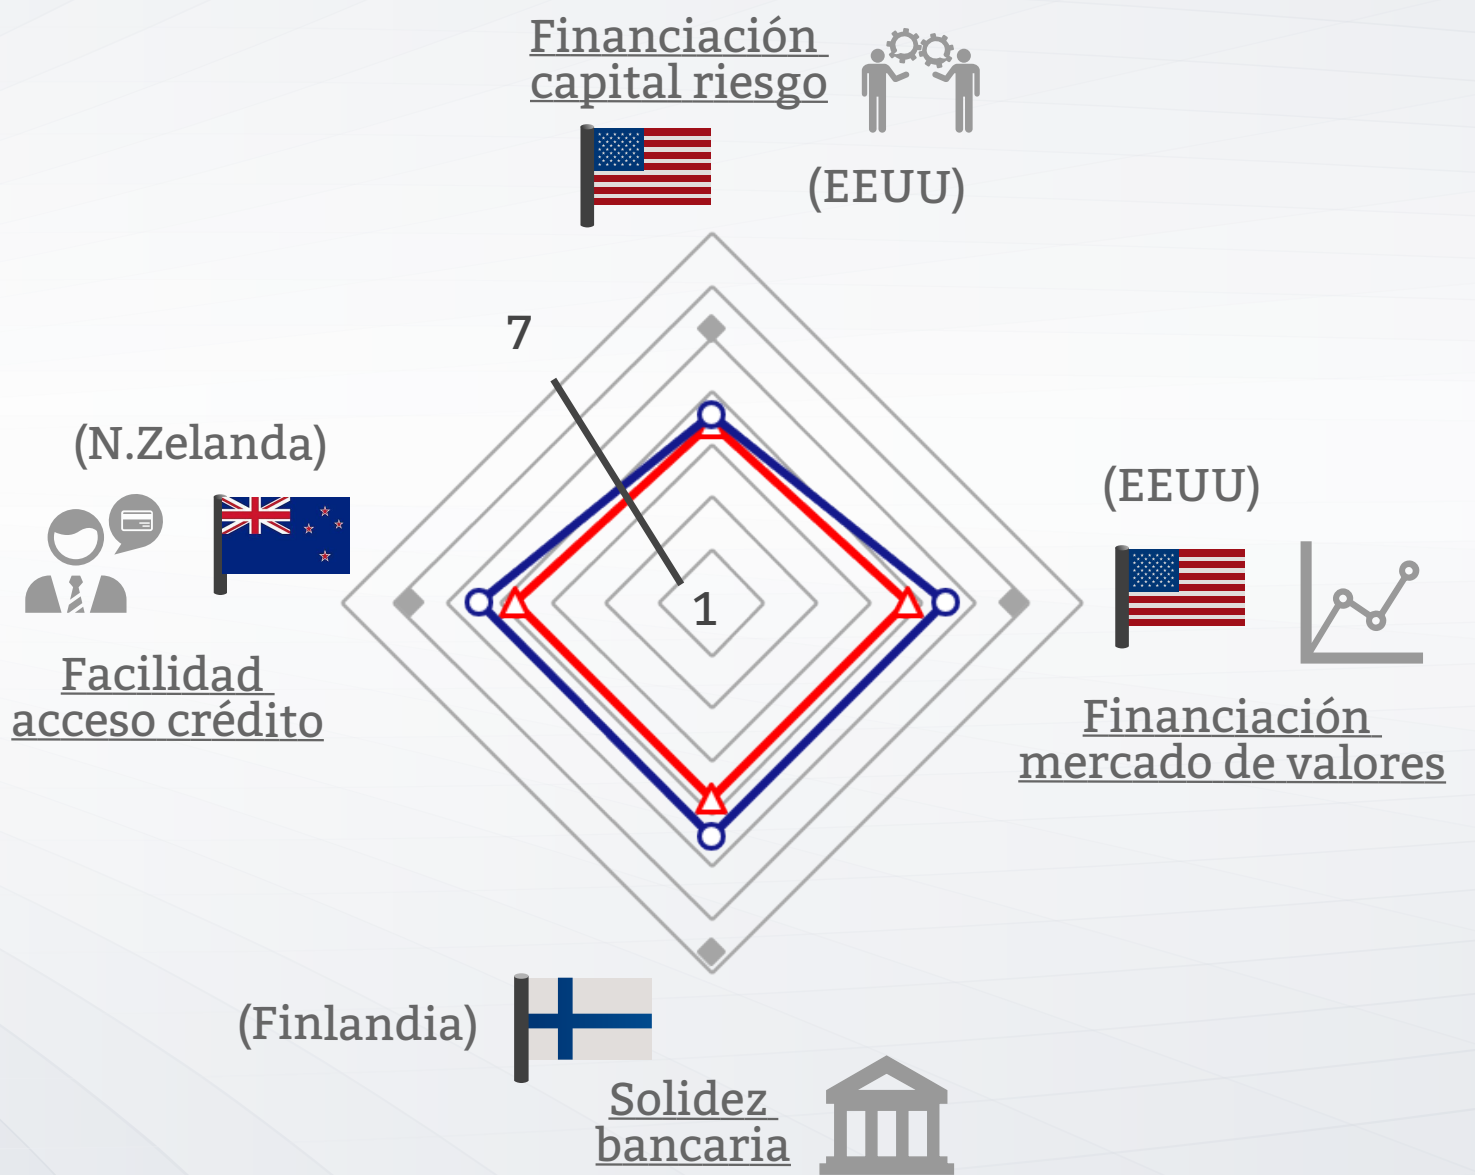 Financiación
capital riesgo
(EEUU)
7
(N.Zelanda)
(EEUU)
1
Facilidad
acceso crédito
Financiación
mercado de valores
(Finlandia)
Solidez
bancaria